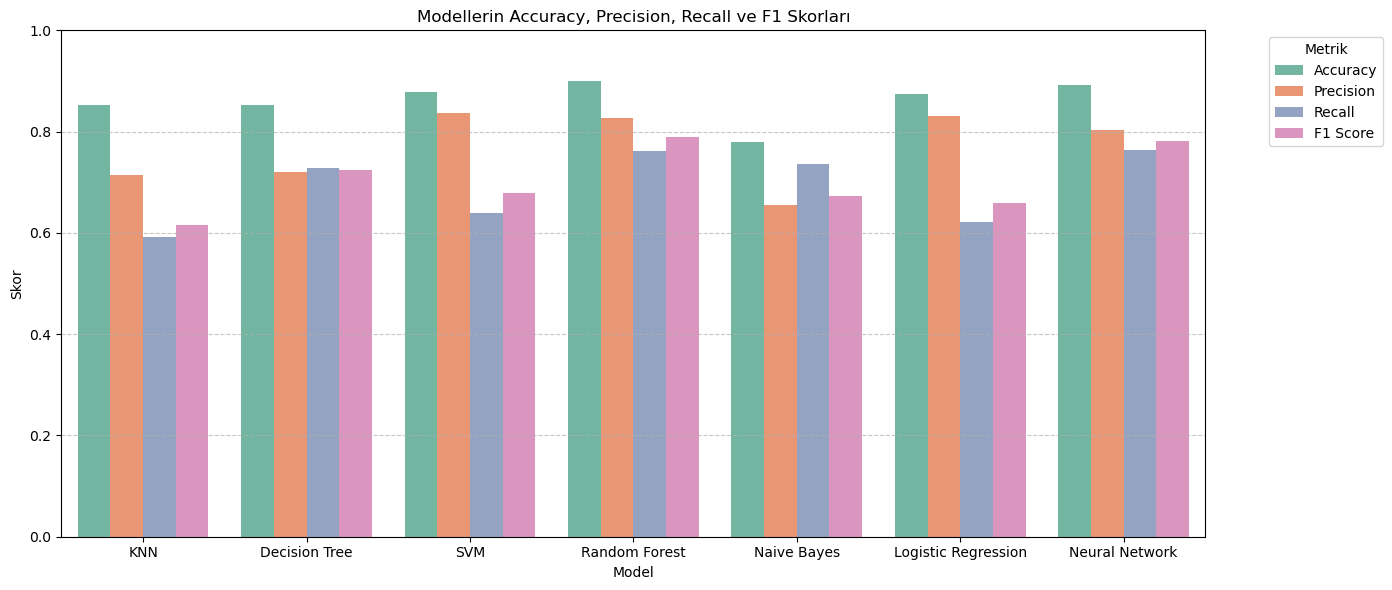 Modellerin Accuracy, Precision, Recall ve F1 Skorları
Metrik
Accuracy
Precision
Recall
F1 Score
Skor
1.0
0.8
0.6
0.4
0.2
0.0
KNN
Decision Tree
SVM
Random Forest
Naive Bayes
Logistic Regression
Neural Network
Model